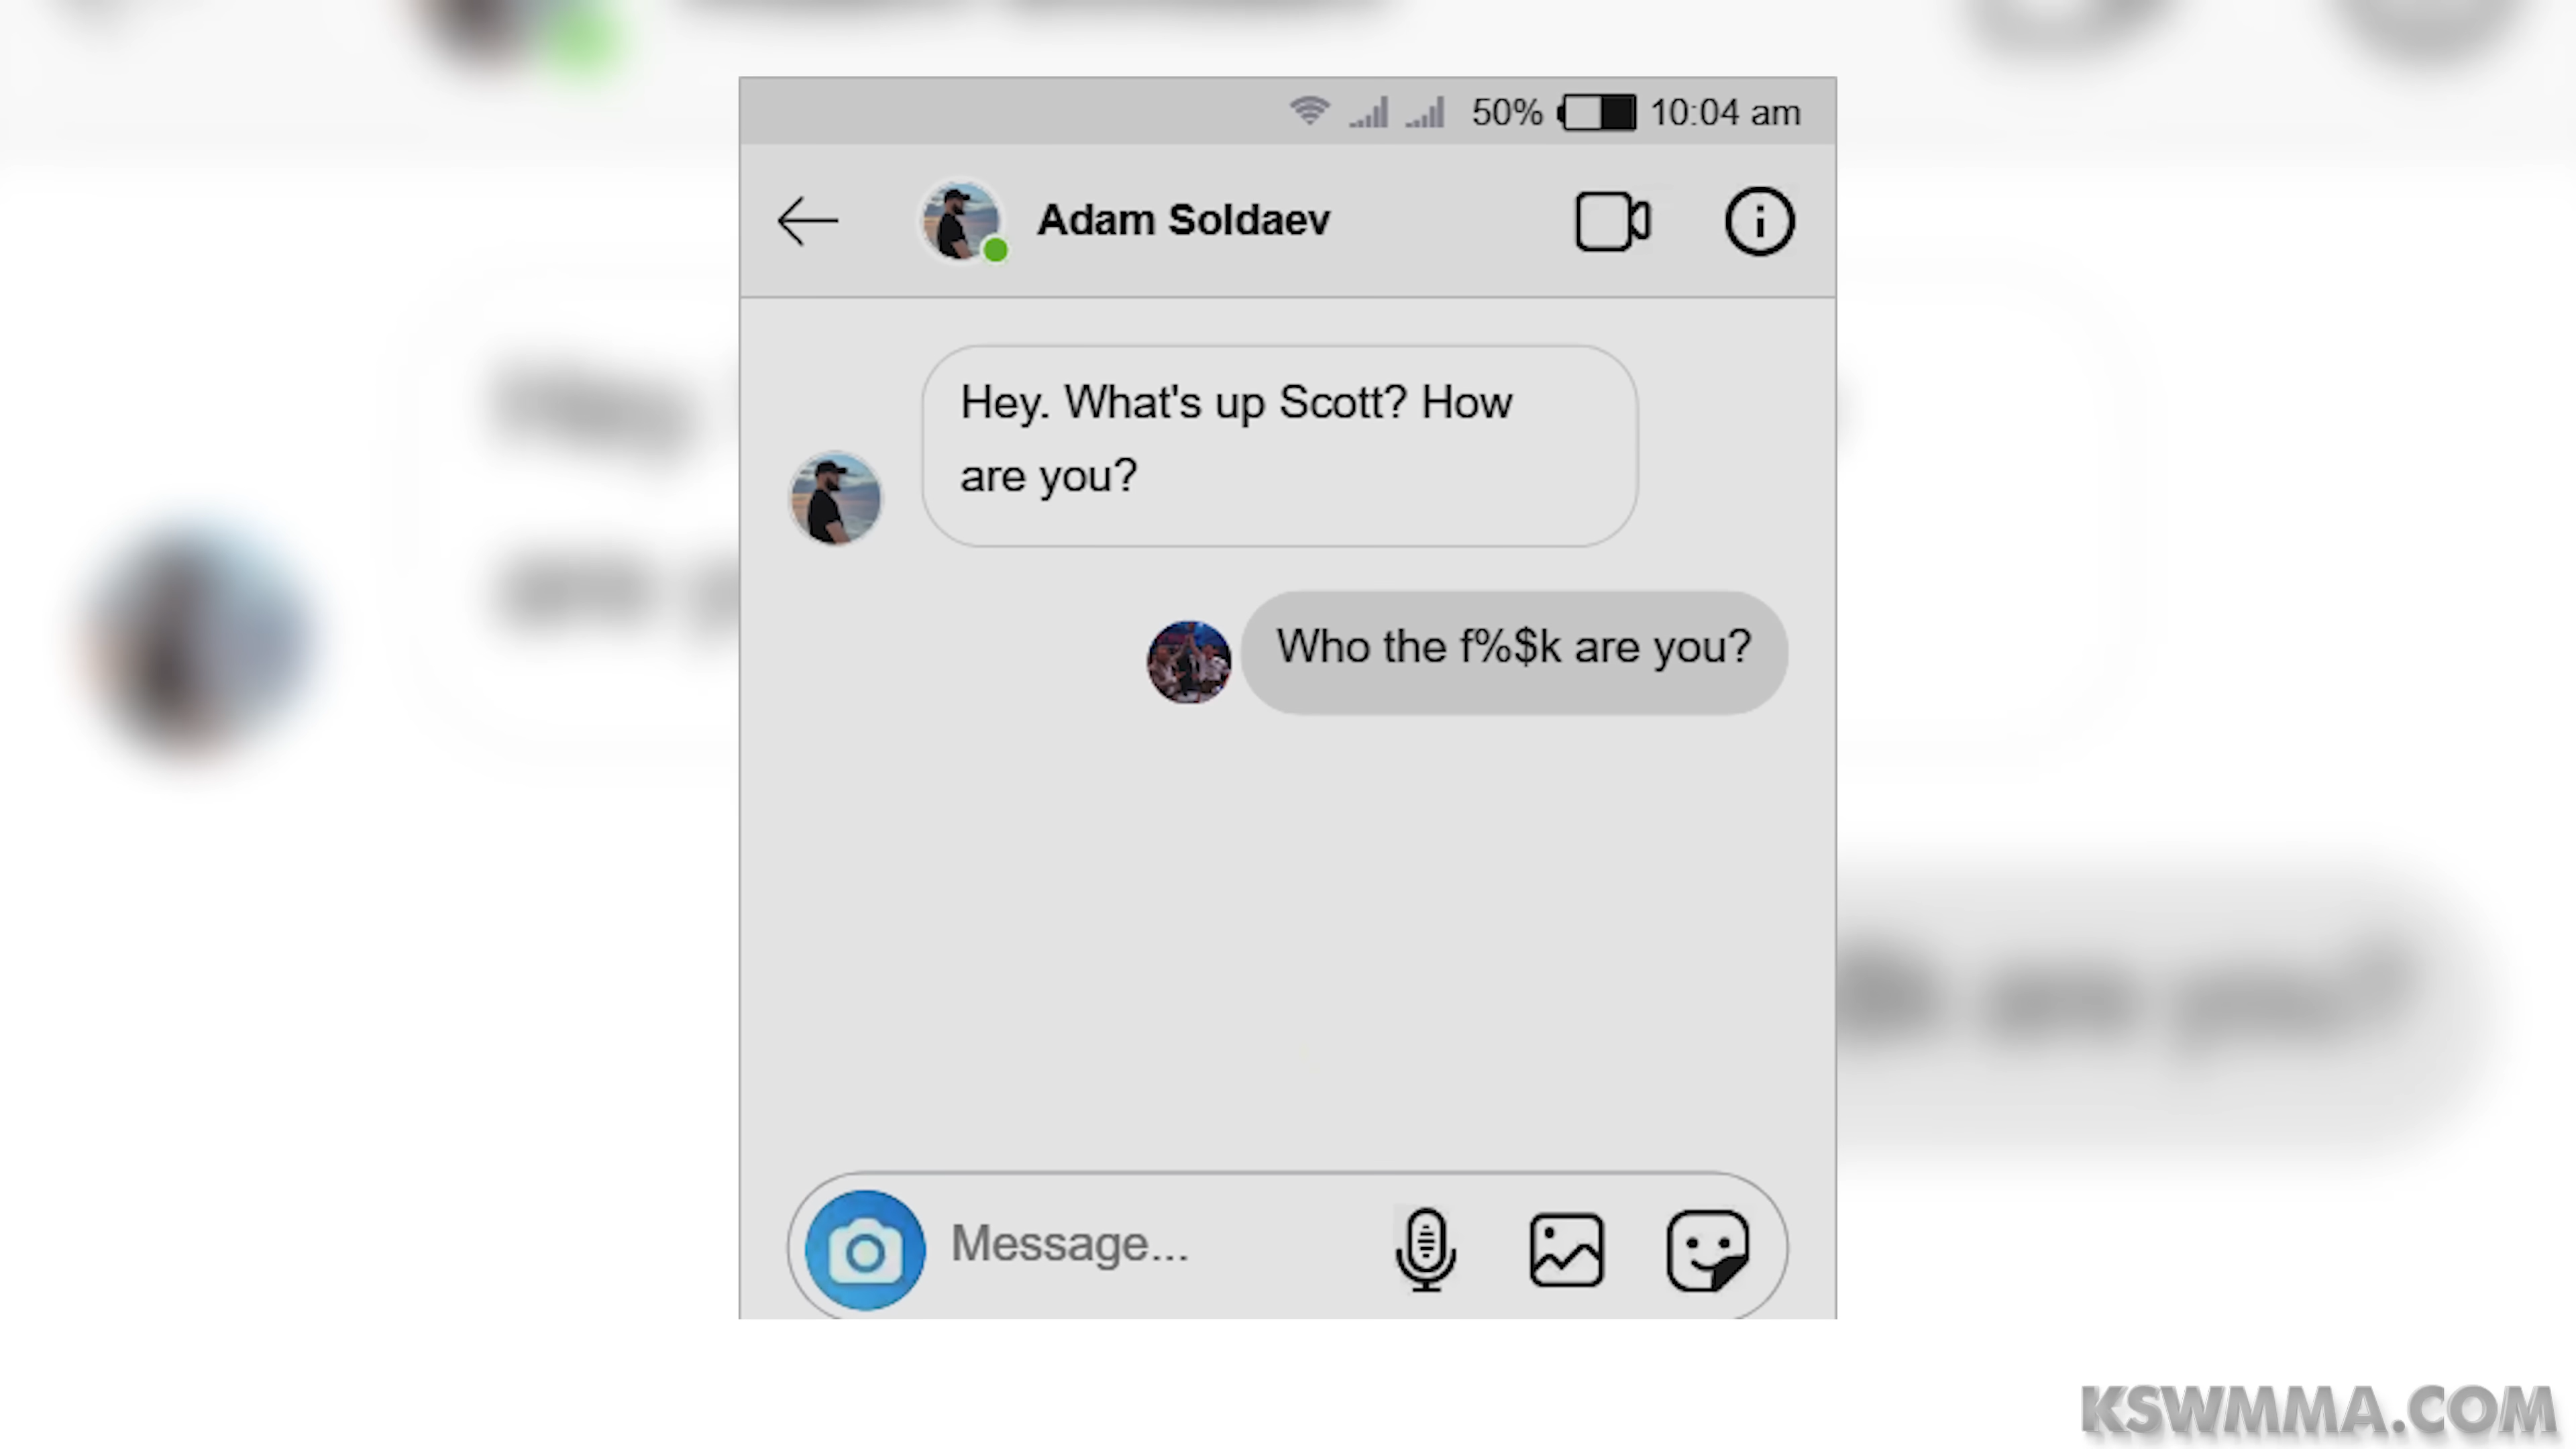 50% 10:04 am
Adam Soldaev
Hey. What's up Scott? How
are you?
Who the f%$k are you?
Message...
KSWMMA.COM